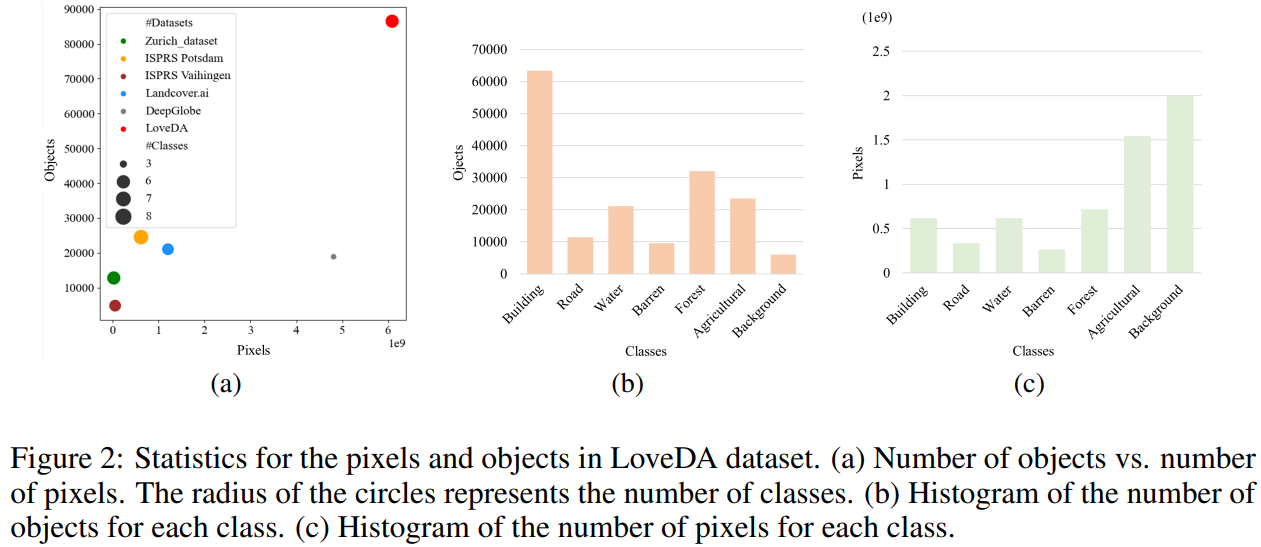 90000
80000
70000
60000
50000
40000
30000
20000
10000
Objects
#Datasets
Zurich_dataset
ISPRS Potsdam
ISPRS Vaihingen
Landcover.ai
DeepGlobe
LoveDA
#Classes
3
6
7
8
0 1 2 3 4 5 6
1e9
Pixels
(a)
70000
60000
50000
40000
30000
20000
10000
0
Ojects
Building Road Water Barren Forest Agricultural Background
Classes
(b)
(1e9)
2.5
2
1.5
1
0.5
0
Pixels
Building Road Water Barren Forest Agricultural Background
Classes
(c)
Figure 2: Statistics for the pixels and objects in LoveDA dataset. (a) Number of objects vs. number
of pixels. The radius of the circles represents the number of classes. (b) Histogram of the number of
objects for each class. (c) Histogram of the number of pixels for each class.